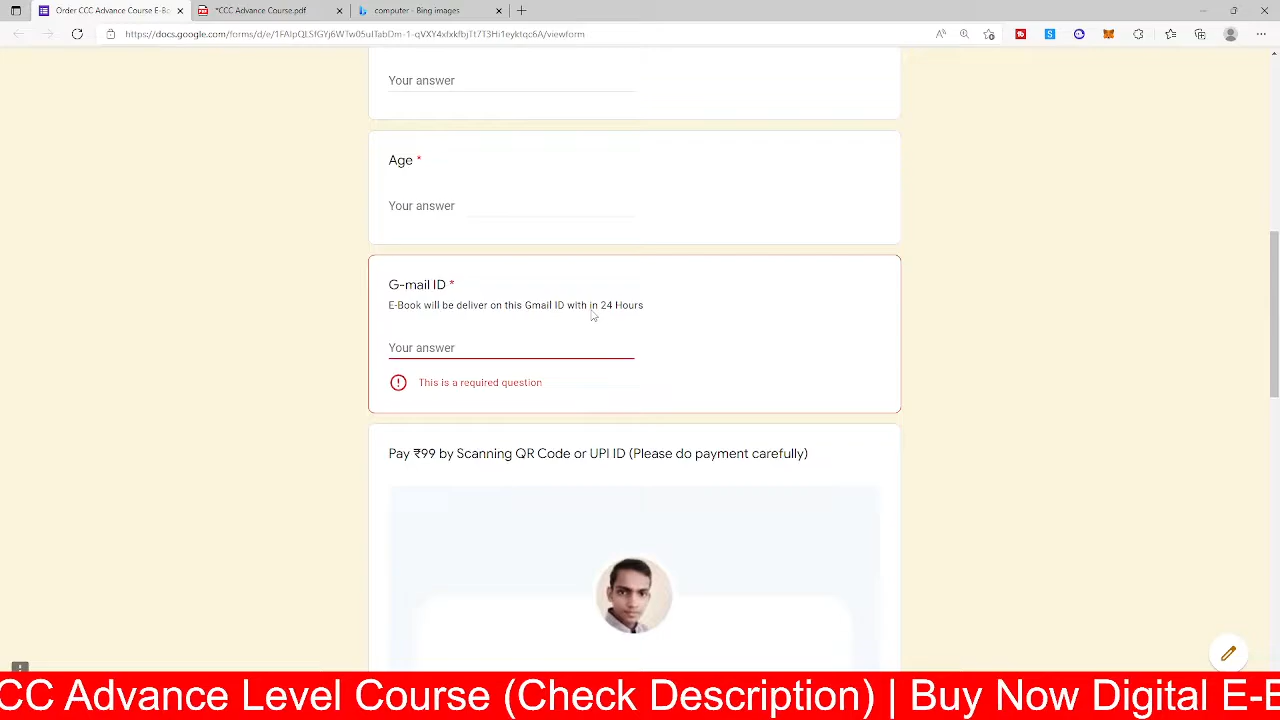 Order CCC Advance Course E-Bo
*CCC Advance Course.pdf
computer - Bing images
Your answer
Age *
Your answer
G-mail ID *
E-Book will be deliver on this Gmail ID with in 24 Hours
Your answer
This is a required question
Pay ₹99 by Scanning QR Code or UPI ID (Please do payment carefully)
CC Advance Level Course (Check Description) | Buy Now Digital E-B